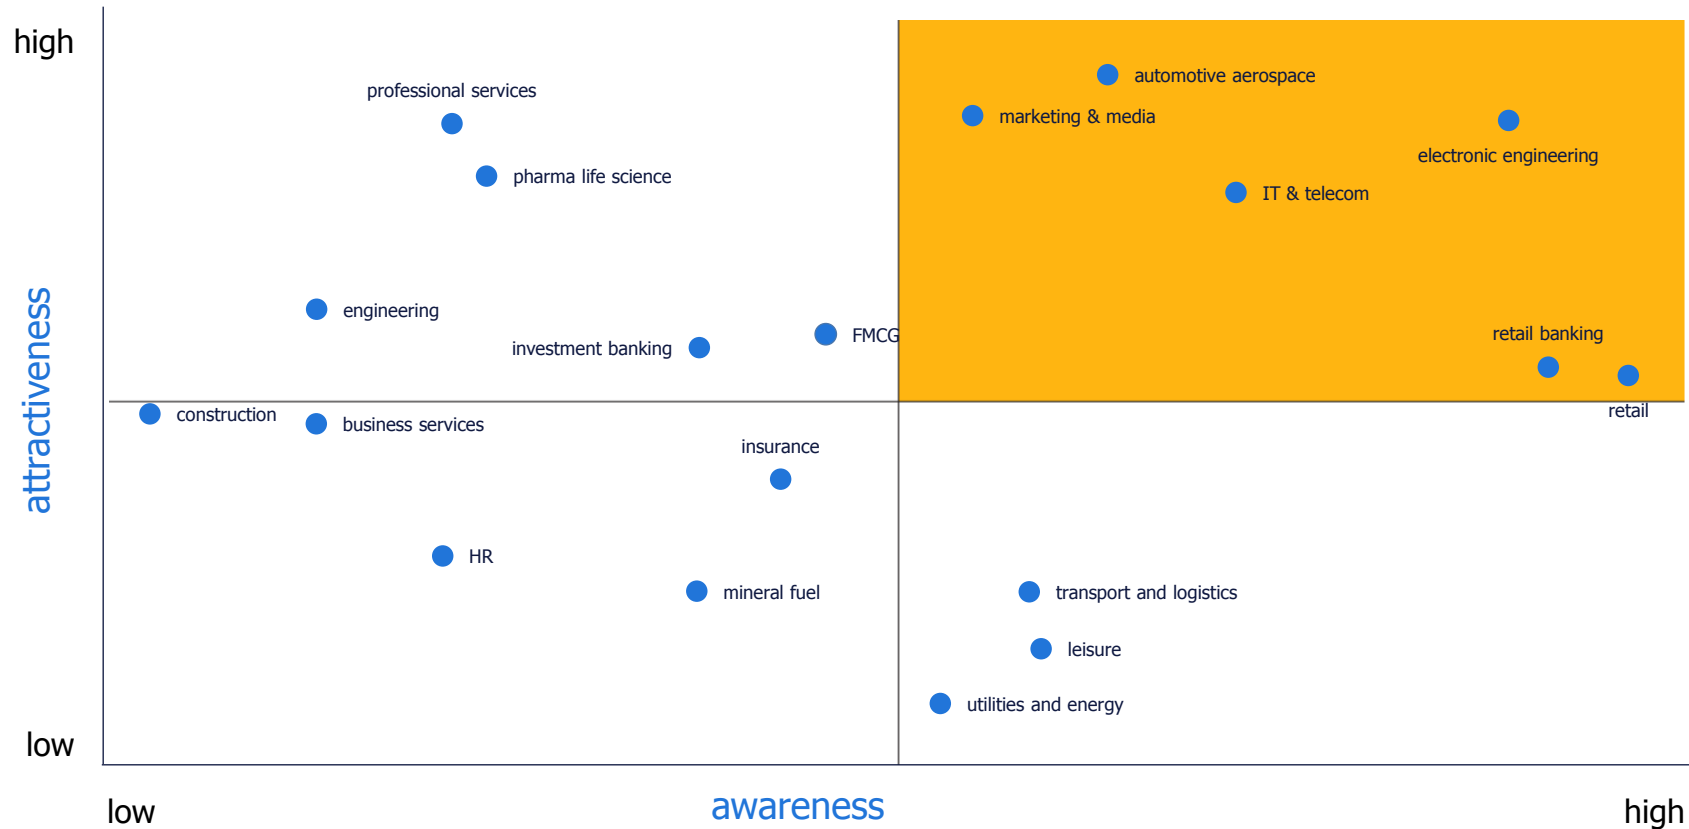 high
automotive aerospace
professional services
marketing & media
electronic engineering
pharma life science
IT & telecom
engineering
retail banking
FMCG
investment banking
retail
construction
business services
insurance
HR
mineral fuel
transport and logistics
leisure
utilities and energy
attractiveness
low
low
awareness
high